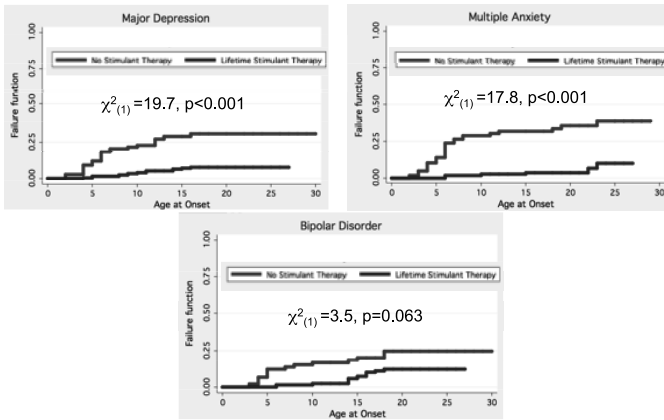 Major Depression
1.00
0.75
0.50
0.25
0.00
Failure function
No Stimulant Therapy
Lifetime Stimulant Therapy
χ²(1) =19.7, p<0.001
0 5 10 15 20 25 30
Age at Onset
Multiple Anxiety
1.00
0.75
0.50
0.25
0.00
Failure function
No Stimulant Therapy
Lifetime Stimulant Therapy
χ²(1) =17.8, p<0.001
0 5 10 15 20 25 30
Age at Onset
Bipolar Disorder
1.00
0.75
0.50
0.25
0.00
Failure function
No Stimulant Therapy
Lifetime Stimulant Therapy
χ²(1) =3.5, p=0.063
0 5 10 15 20 25 30
Age at Onset